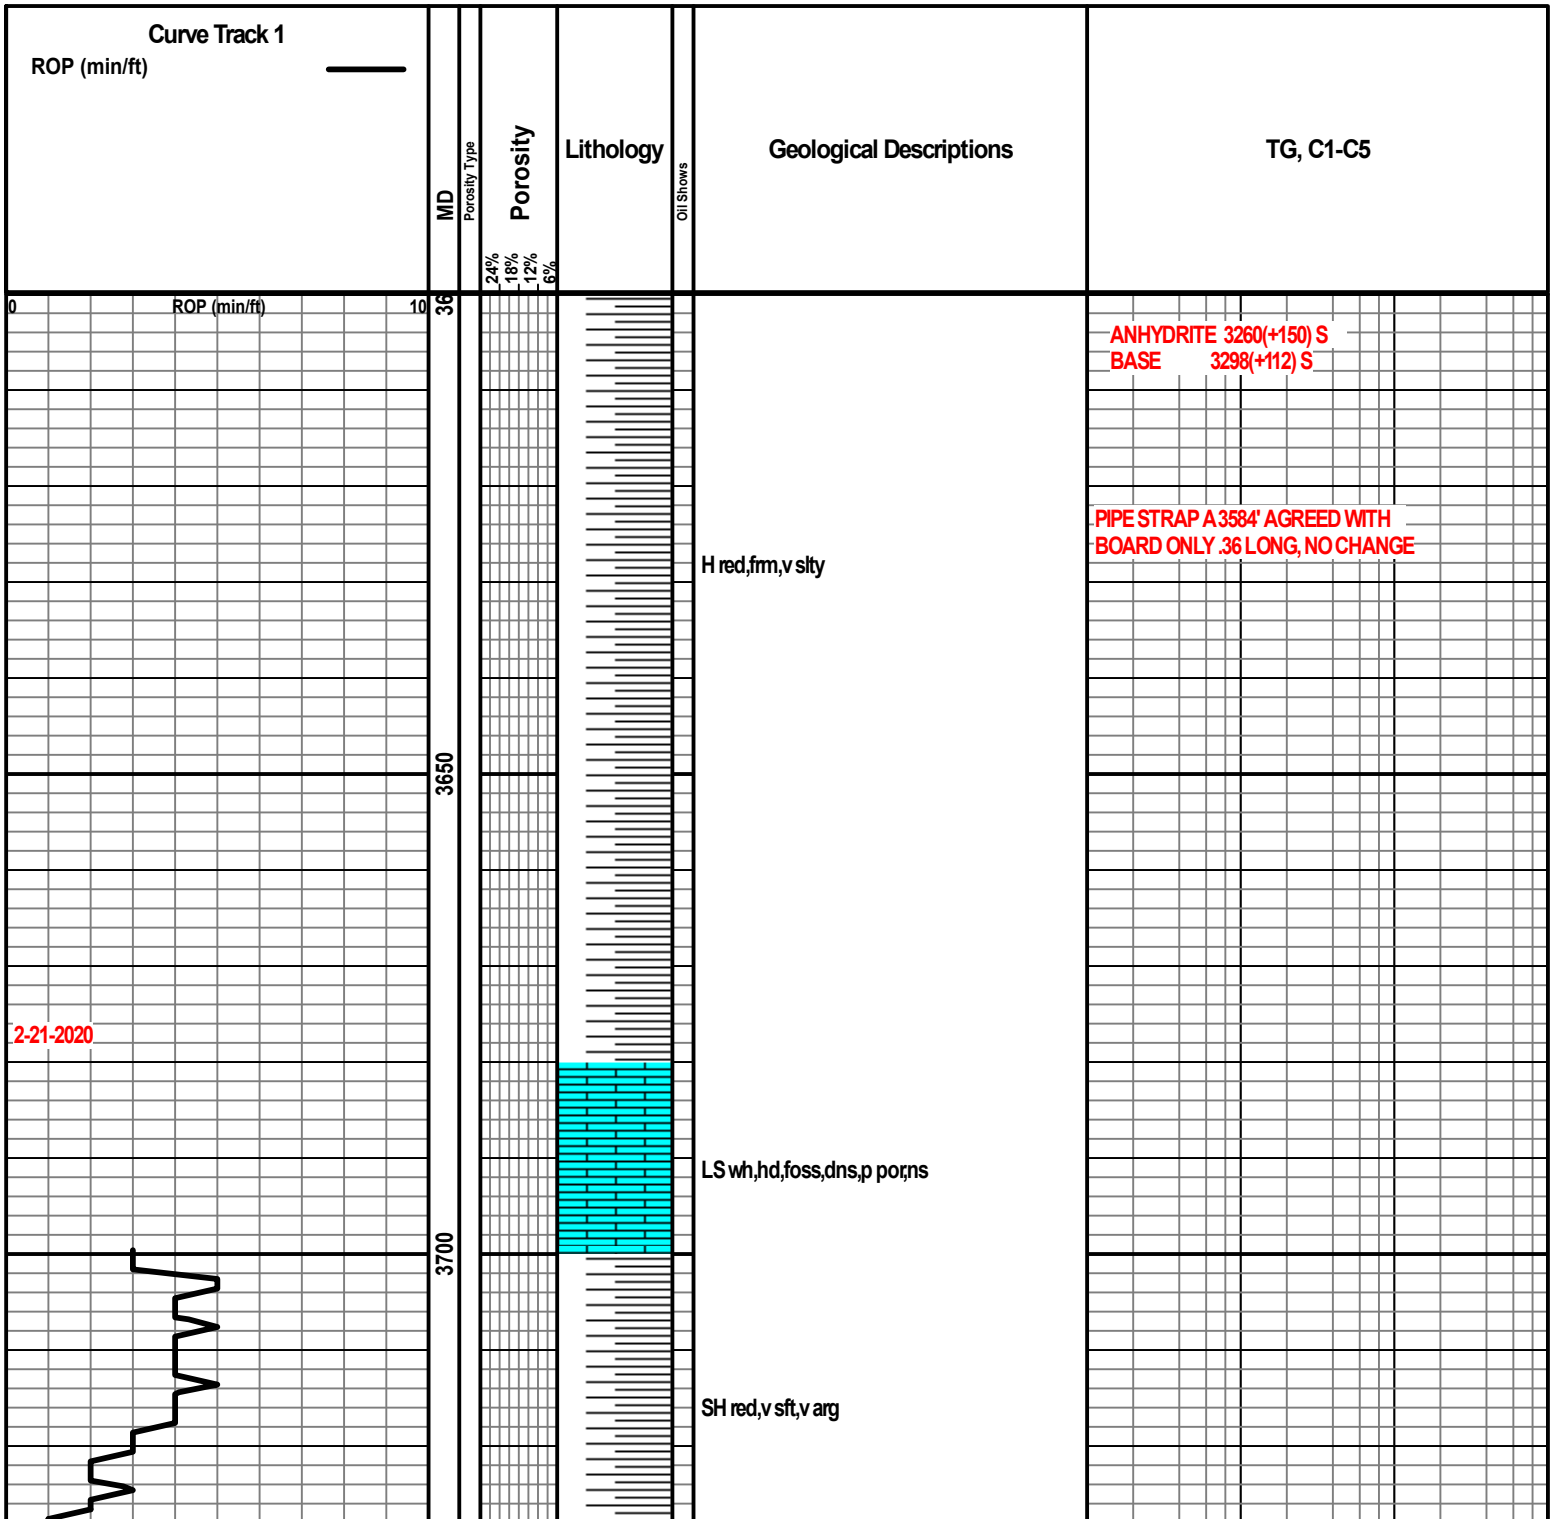 Curve Track 1
ROP (min/ft)
MD
Porosity Type
Porosity
24%
18%
12%
6%
Lithology
Oil Shows
Geological Descriptions
TG, C1-C5
0 ROP (min/ft) 10
36
ANHYDRITE 3260(+150) S
BASE 3298(+112) S
PIPE STRAP A 3584' AGREED WITH
BOARD ONLY .36 LONG, NO CHANGE
H red,frm,v slty
3650
2-21-2020
LS wh,hd,foss,dns,p por,ns
3700
SH red,v sft,v arg